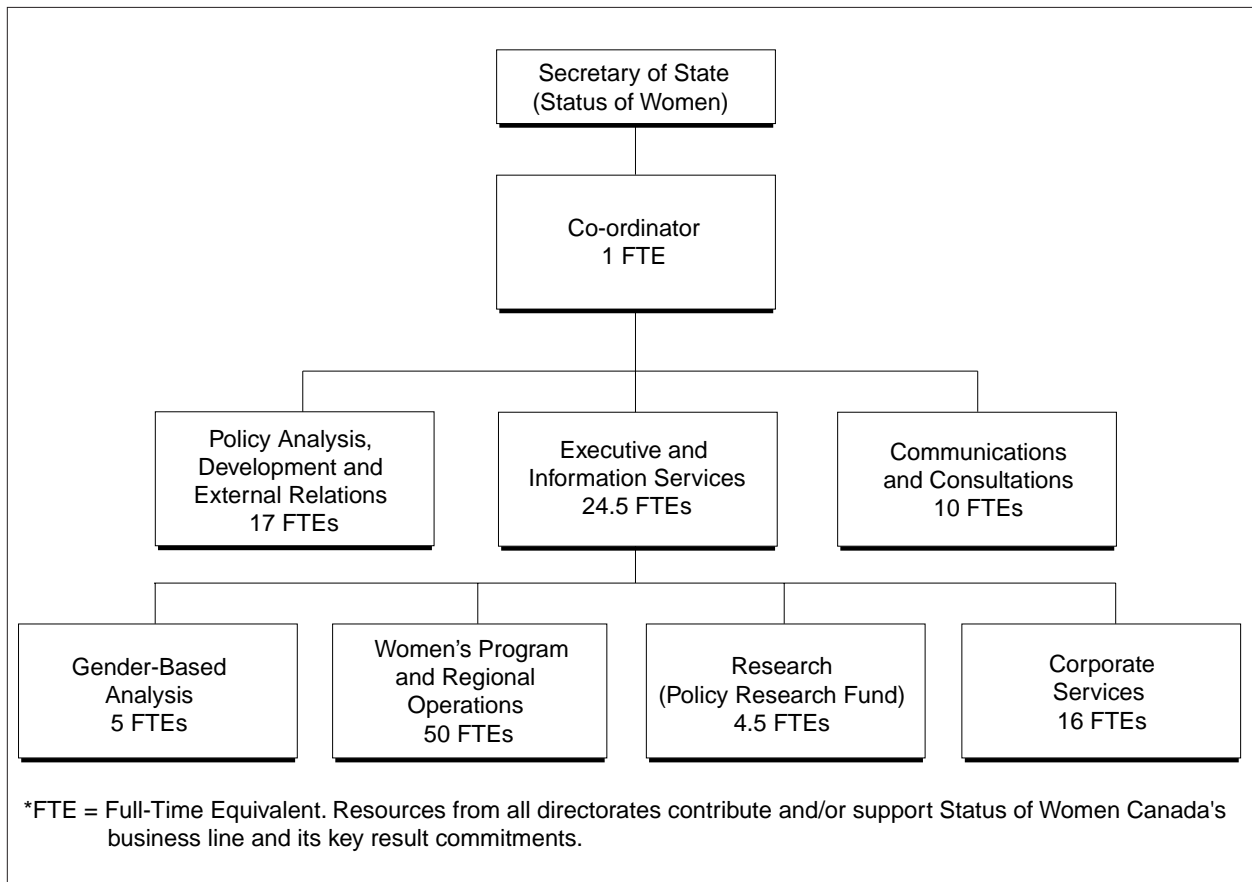 Secretary of State
(Status of Women)
Co-ordinator
1 FTE
Policy Analysis,
Development and
External Relations
17 FTEs
Executive and
Information Services
24.5 FTEs
Communications
and Consultations
10 FTEs
Gender-Based
Analysis
5 FTEs
Women’s Program
and Regional
Operations
50 FTEs
Research
(Policy Research Fund)
4.5 FTEs
Corporate
Services
16 FTEs
*FTE = Full-Time Equivalent. Resources from all directorates contribute and/or support Status of Women Canada's
business line and its key result commitments.